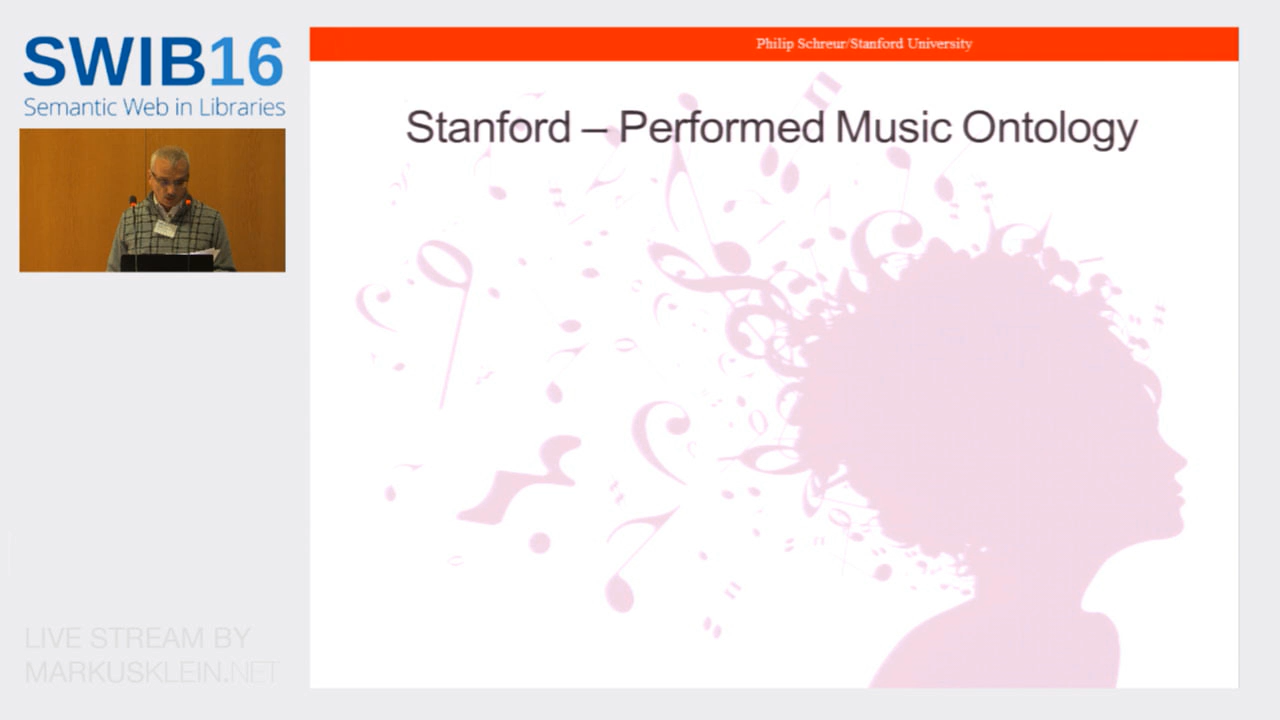 SWIB16
Semantic Web in Libraries
Philip Schreur/Stanford University
Stanford – Performed Music Ontology
LIVE STREAM BY
MARKUSKLEIN.NET